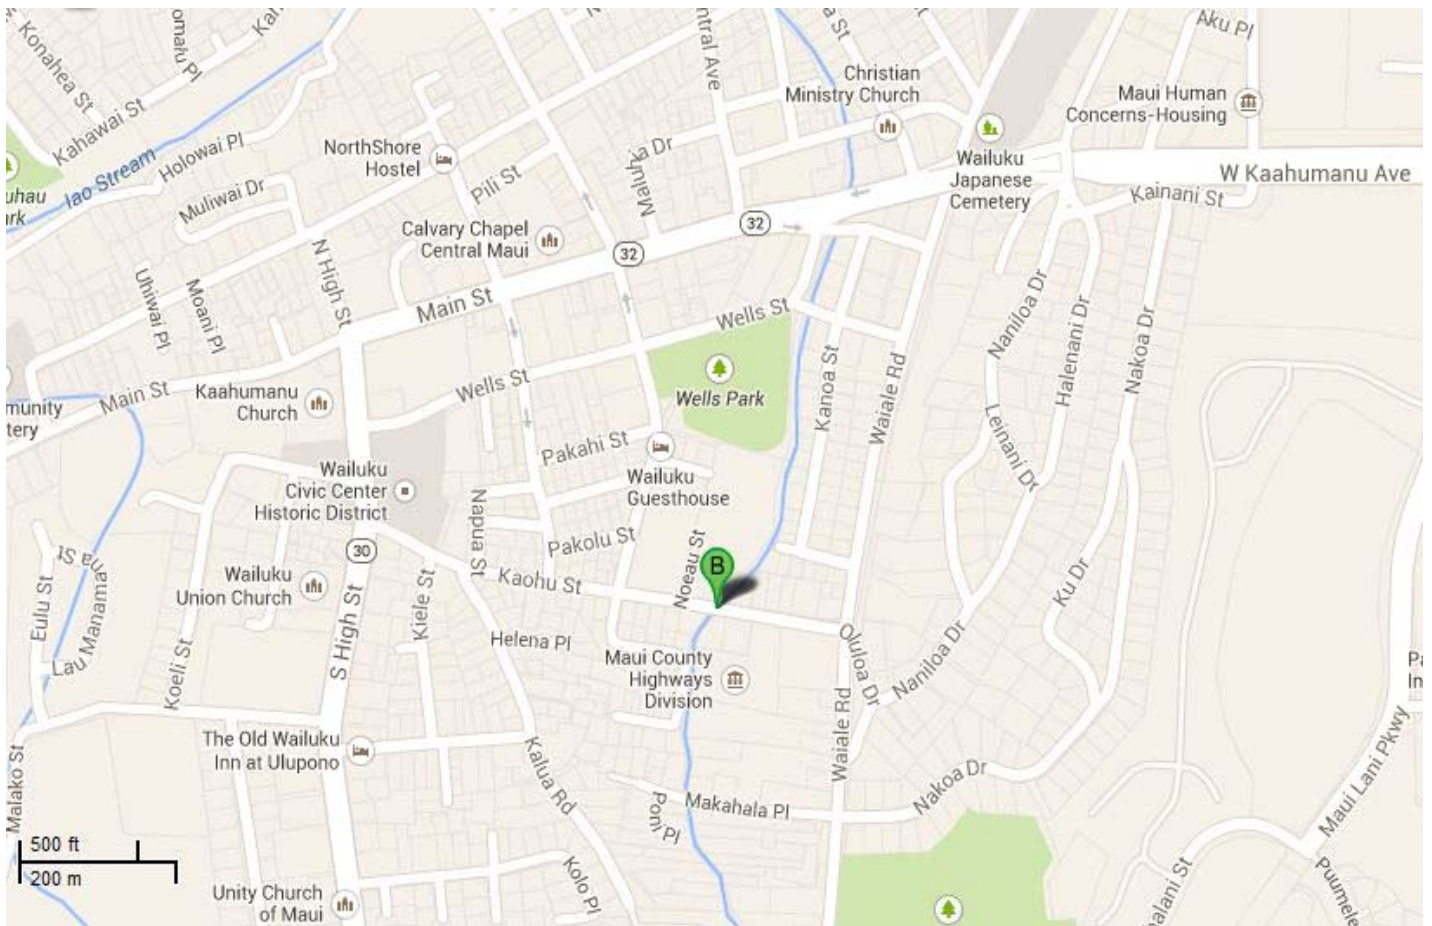 Aku Pl
Konahea St
Kahawai St
Christian
Ministry Church
Maui Human
Concerns-Housing
NorthShore
Hostel
Iao Stream
Holowai Pl
Muliwai Dr
Pili St
Wailuku
Japanese
Cemetery
W Kaahumanu Ave
Kainani St
Calvary Chapel
Central Maui
32
32
N High St
Uhiwai Pl
Moani Pl
Main St
Wells St
Naniloa Dr
Halenani Dr
Nakoa Dr
Main St
Kaahumanu
Church
Wells St
Wells Park
Kanoa St
Waiale Rd
Leinani Dr
Pakahi St
Wailuku
Civic Center
Historic District
Wailuku
Guesthouse
Napua St
Pakolu St
Noeau St
B
30
Kaohu St
Wailuku
Union Church
Kiele St
Ku Dr
Eulu St
Lau Manamana St
Koeli St
S High St
Helena Pl
Maui County
Highways
Division
Oluloa Dr
Naniloa Dr
Waiale Rd
The Old Wailuku
Inn at Ulupono
Kalua Rd
Nakoa Dr
Maui Lani Pkwy
Malako St
Poni Pl
Makahala Pl
500 ft
200 m
Unity Church
of Maui
Kolo Pl